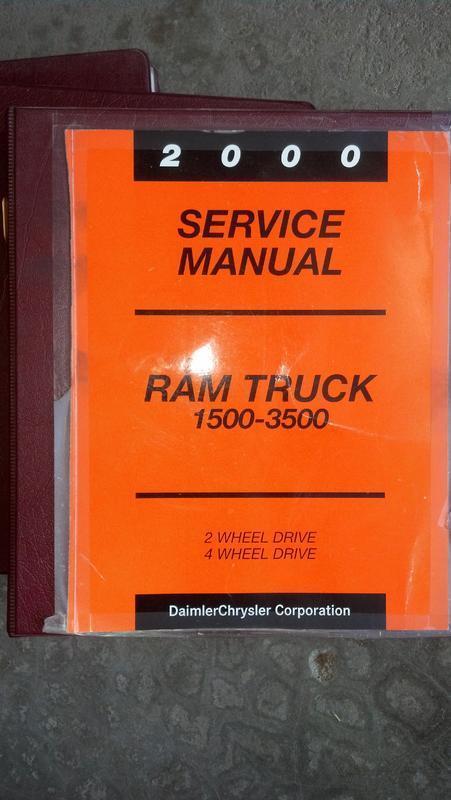 2000
SERVICE
MANUAL
RAM TRUCK
1500-3500
2 WHEEL DRIVE
4 WHEEL DRIVE
DaimlerChrysler Corporation